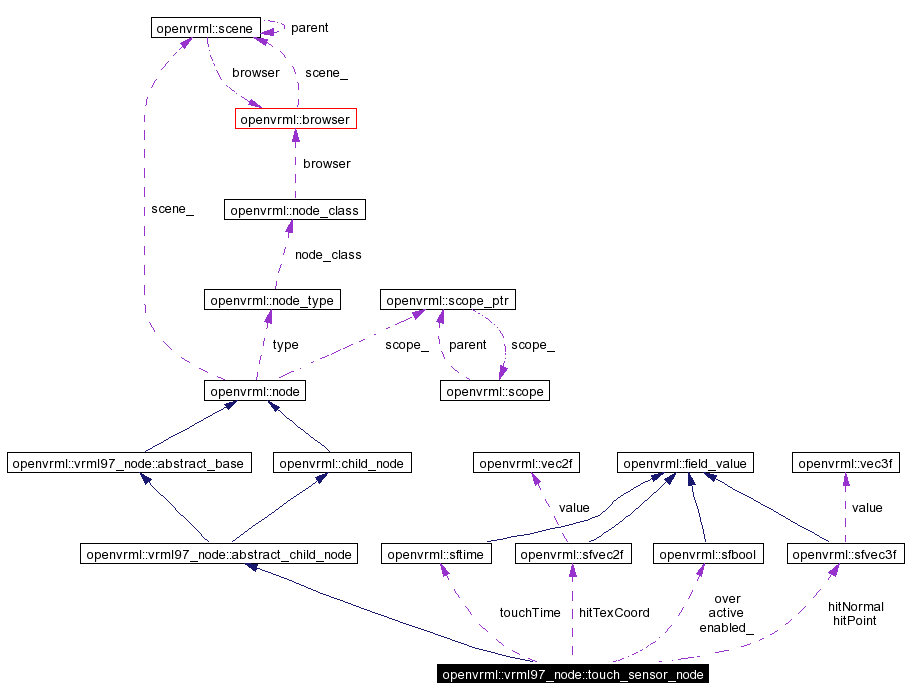 openvrml::scene
parent
browser
scene_
openvrml::browser
browser
scene_
openvrml::node_class
node_class
openvrml::node_type
openvrml::scope_ptr
type
scope_
parent
scope_
openvrml::node
openvrml::scope
openvrml::vrml97_node::abstract_base
openvrml::child_node
openvrml::vec2f
openvrml::field_value
openvrml::vec3f
value
value
openvrml::vrml97_node::abstract_child_node
openvrml::sftime
openvrml::sfvec2f
openvrml::sfbool
openvrml::sfvec3f
touchTime
hitTexCoord
over
active
enabled_
hitNormal
hitPoint
openvrml::vrml97_node::touch_sensor_node